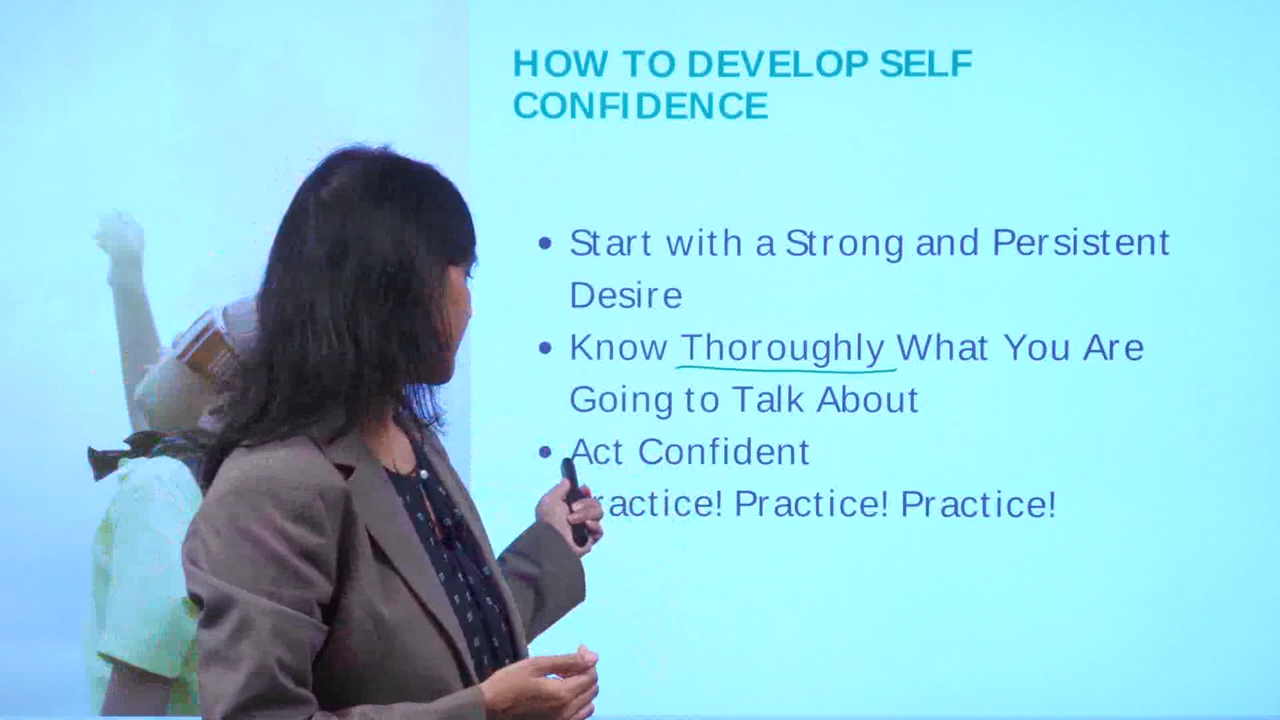 HOW TO DEVELOP SELF
CONFIDENCE
• Start with a Strong and Persistent
Desire
• Know Thoroughly What You Are
Going to Talk About
• Act Confident
ractice! Practice! Practice!